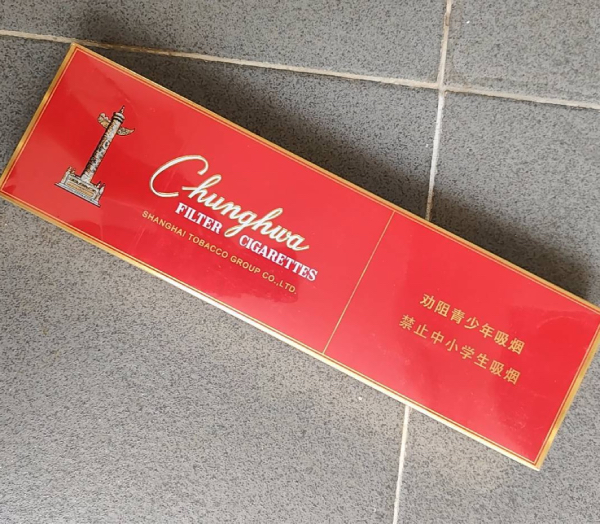 Chunghwa
FILTER CIGARETTES
SHANGHAI TOBACCO GROUP CO.,LTD.
劝阻青少年吸烟
禁止中小学生吸烟